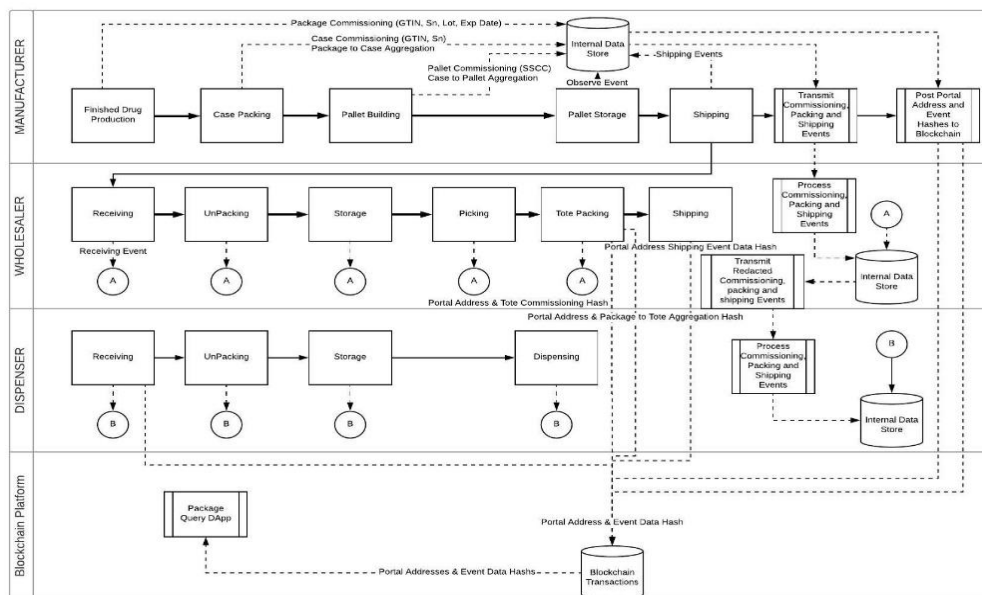 MANUFACTURER
Package Commissioning (GTIN, Sn, Lot, Exp Date)
Case Commissioning (GTIN, Sn)
Package to Case Aggregation
Pallet Commissioning (SSCC)
Case to Pallet Aggregation
Internal Data
Store
Shipping Events
Observe Event
Finished Drug
Production
Case Packing
Pallet Building
Pallet Storage
Shipping
Transmit
Commissioning,
Packing and
Shipping
Events
Post Portal
Address and
Event
Hashes to
Blockchain
WHOLESALER
Receiving
UnPacking
Storage
Picking
Tote Packing
Shipping
Process
Commissioning,
Packing and
Shipping
Events
A
Receiving Event
A
A
A
A
A
Portal Address Shipping Event Data Hash
Transmit
Redacted
Commissioning,
packing and
shipping Events
Internal Data
Store
Portal Address & Tote Commissioning Hash
DISPENSER
Portal Address & Package to Tote Aggregation Hash
Receiving
UnPacking
Storage
Dispensing
Process
Commissioning,
Packing and
Shipping
Events
B
B
B
B
B
Internal Data
Store
Blockchain Platform
Package
Query DApp
Portal Address & Event Data Hash
Portal Addresses & Event Data Hashes
Blockchain
Transactions